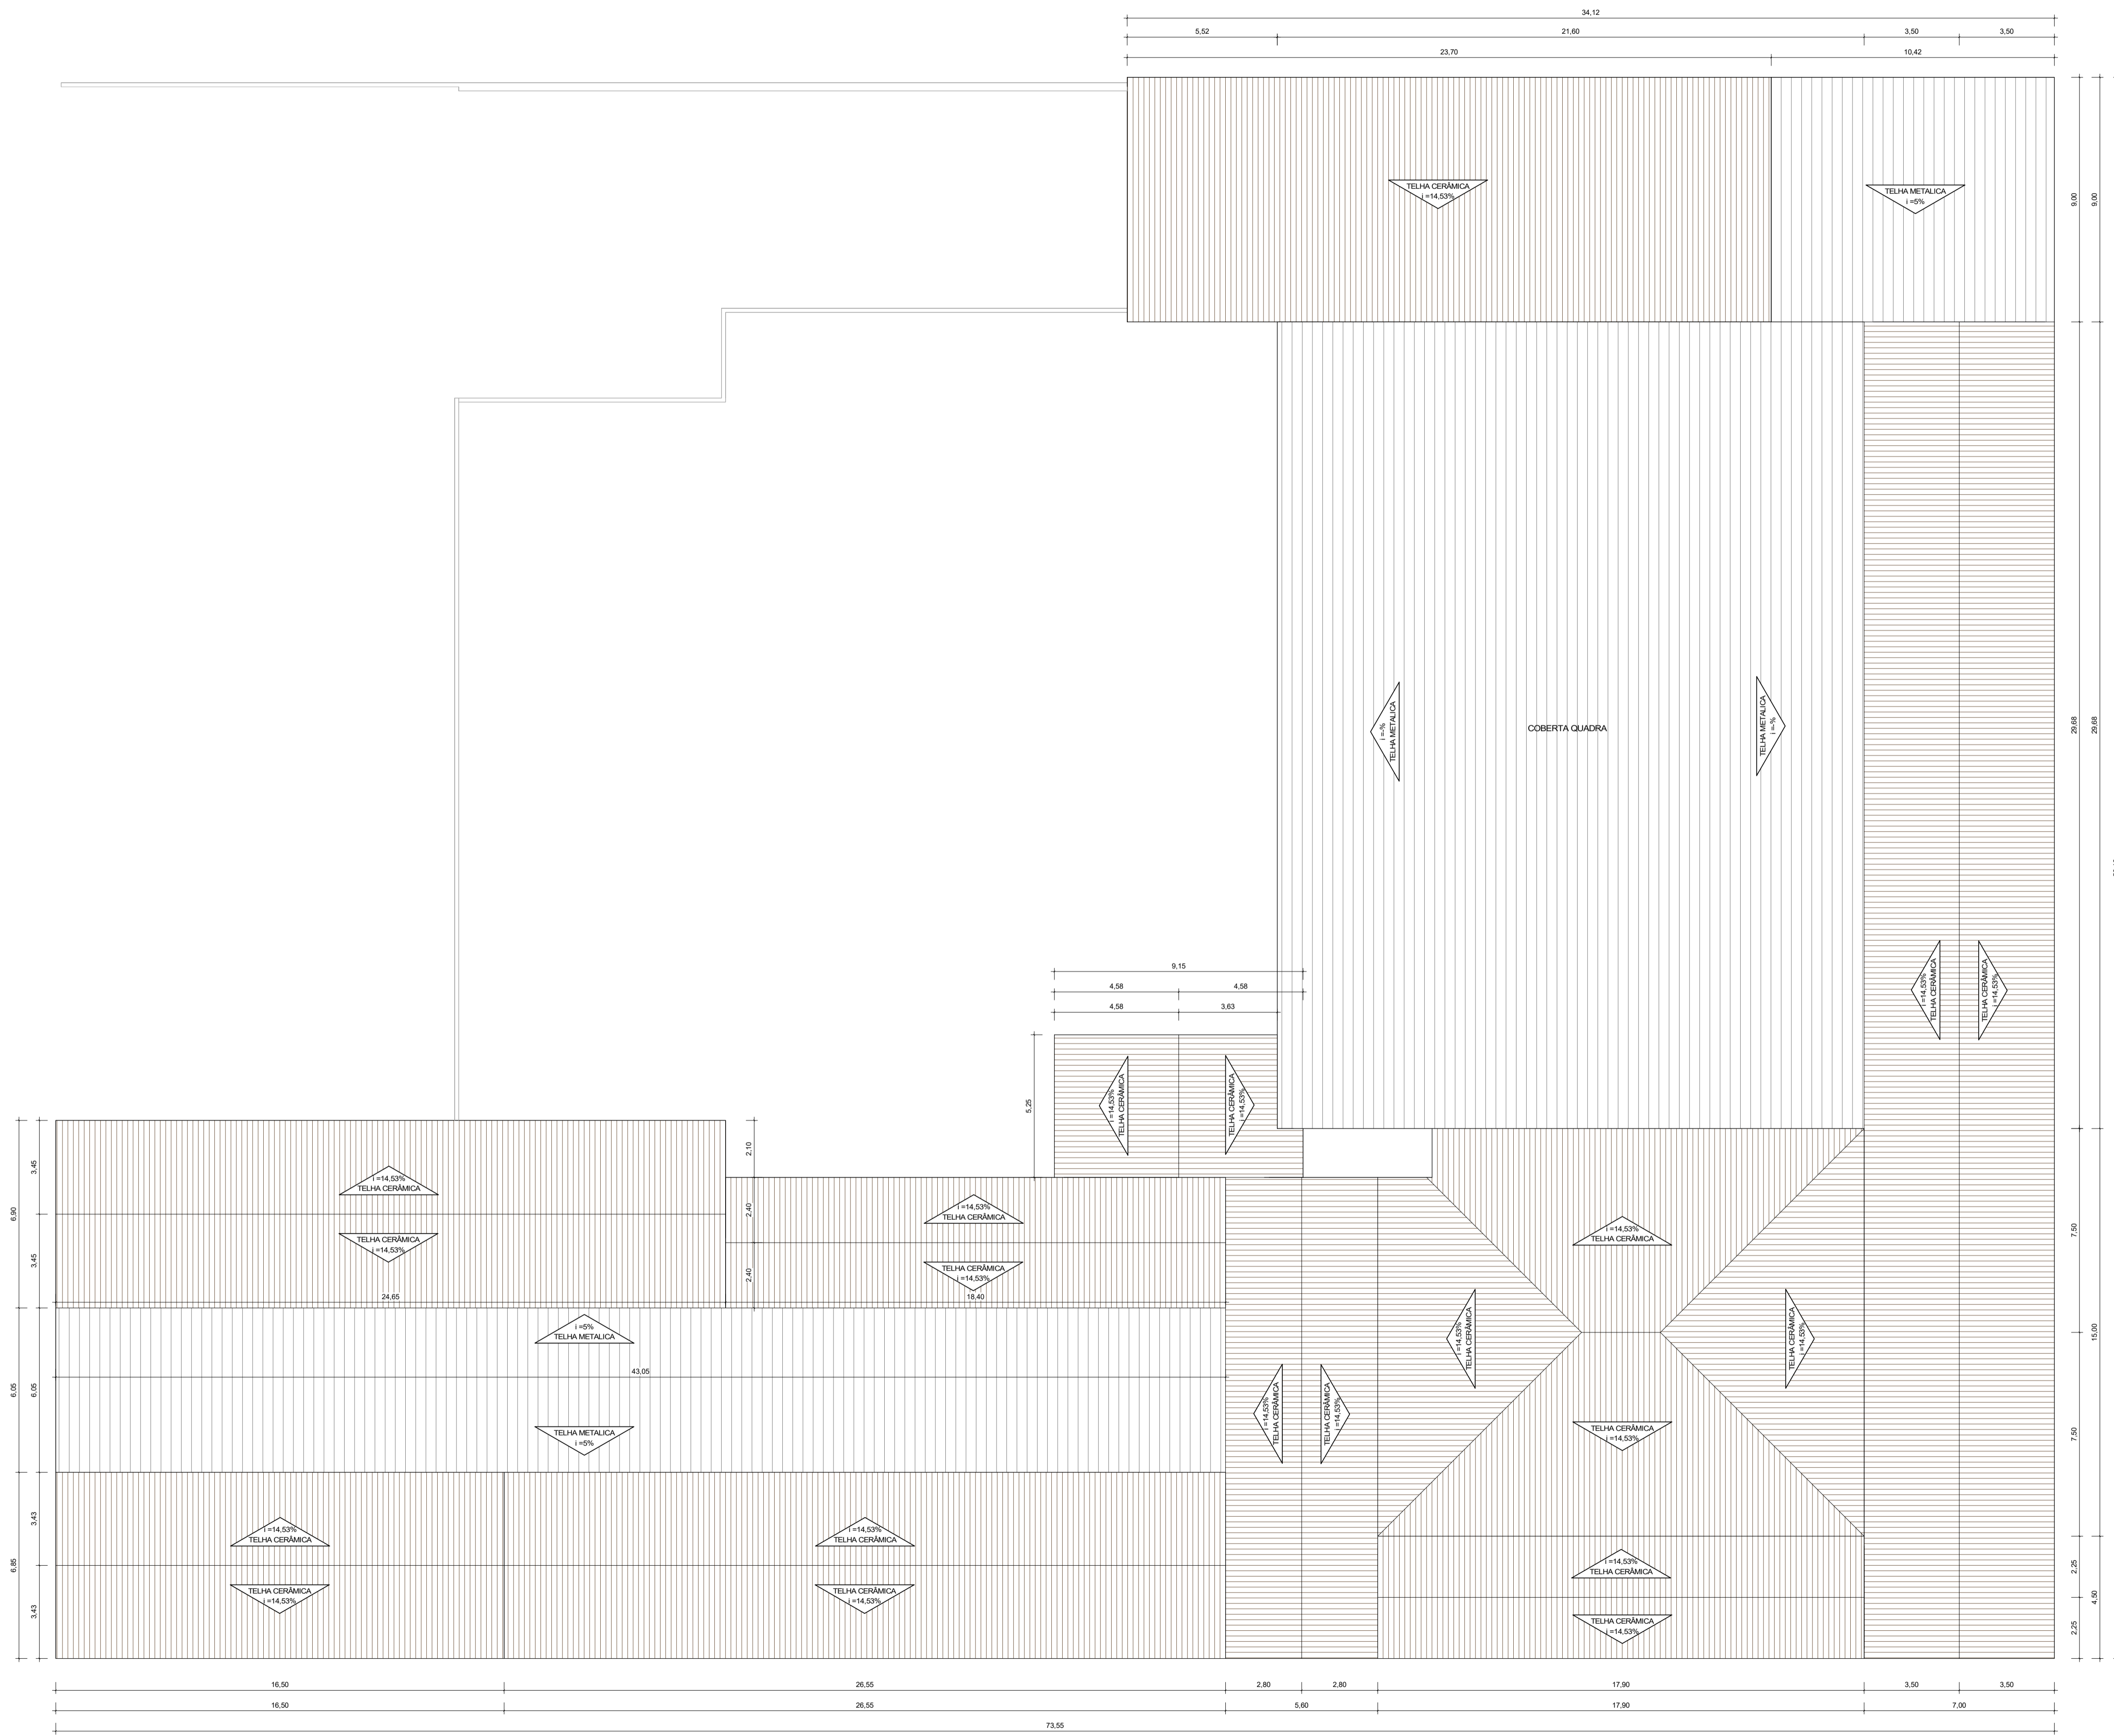 34,12
5,52
21,60
3,50
3,50
23,70
10,42
TELHA CERÂMICA
i =14,53%
TELHA METALICA
i =5%
9,00
9,00
i =-%
TELHA METALICA
COBERTA QUADRA
TELHA METALICA
i =-%
29,68
29,68
i =14,53%
TELHA CERÂMICA
TELHA CERÂMICA
i =14,53%
9,15
4,58
4,58
4,58
3,63
5,25
i =14,53%
TELHA CERÂMICA
TELHA CERÂMICA
i =14,53%
6,90
3,45
3,45
i =14,53%
TELHA CERÂMICA
TELHA CERÂMICA
i =14,53%
24,65
2,10
2,40
2,40
i =14,53%
TELHA CERÂMICA
TELHA CERÂMICA
i =14,53%
18,40
i =14,53%
TELHA CERÂMICA
7,50
15,00
6,05
6,05
i =5%
TELHA METALICA
43,05
TELHA METALICA
i =5%
i =14,53%
TELHA CERÂMICA
TELHA CERÂMICA
i =14,53%
i =14,53%
TELHA CERÂMICA
TELHA CERÂMICA
i =14,53%
TELHA CERÂMICA
i =14,53%
7,50
6,85
3,43
3,43
i =14,53%
TELHA CERÂMICA
TELHA CERÂMICA
i =14,53%
i =14,53%
TELHA CERÂMICA
TELHA CERÂMICA
i =14,53%
i =14,53%
TELHA CERÂMICA
TELHA CERÂMICA
i =14,53%
2,25
2,25
4,50
16,50
26,55
2,80
2,80
17,90
3,50
3,50
16,50
26,55
5,60
17,90
7,00
73,55